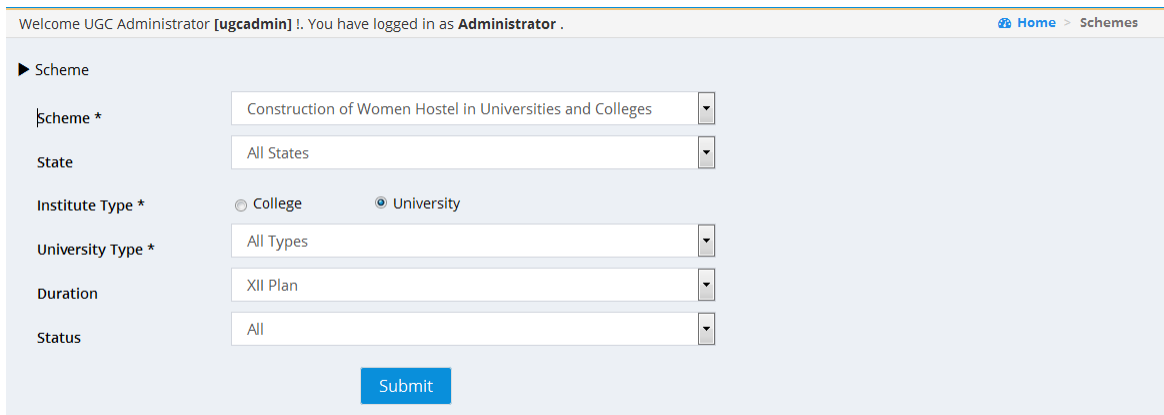 Welcome UGC Administrator [ugcadmin] !. You have logged in as Administrator .
Home > Schemes
Scheme
Scheme * Construction of Women Hostel in Universities and Colleges
State All States
Institute Type * College University
University Type * All Types
Duration XII Plan
Status All
Submit